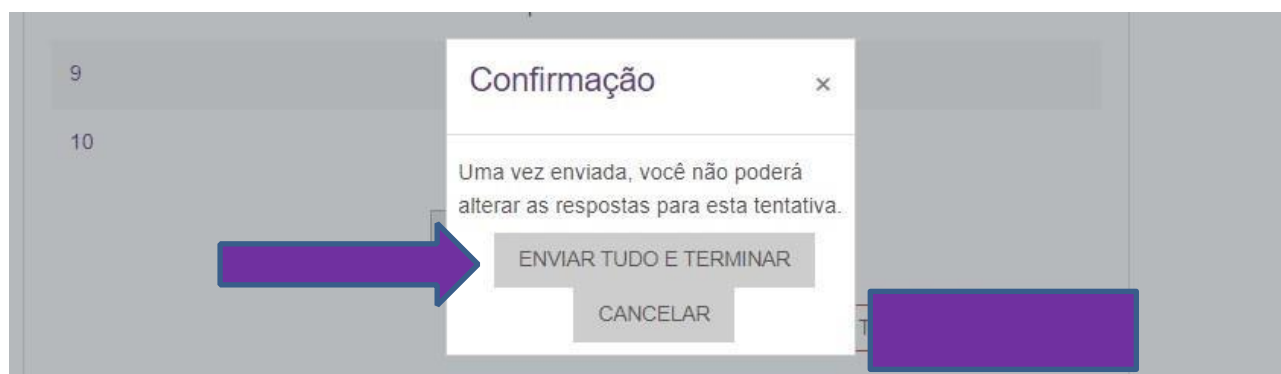 9
Confirmação ×
10
Uma vez enviada, você não poderá
alterar as respostas para esta tentativa.
ENVIAR TUDO E TERMINAR
CANCELAR
T